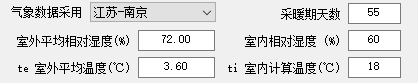 气象数据采用 江苏-南京 采暖期天数 55
室外平均相对湿度(%) 72.00 室内相对湿度 (%) 60
te 室外平均温度(℃) 3.60 ti 室内计算温度(℃) 18